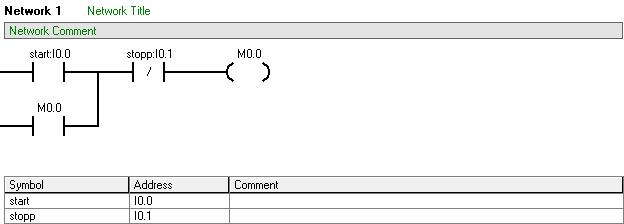 Network 1 Network Title
Network Comment
start:I0.0 stopp:I0.1 M0.0
/
M0.0
Symbol Address Comment
start I0.0
stopp I0.1